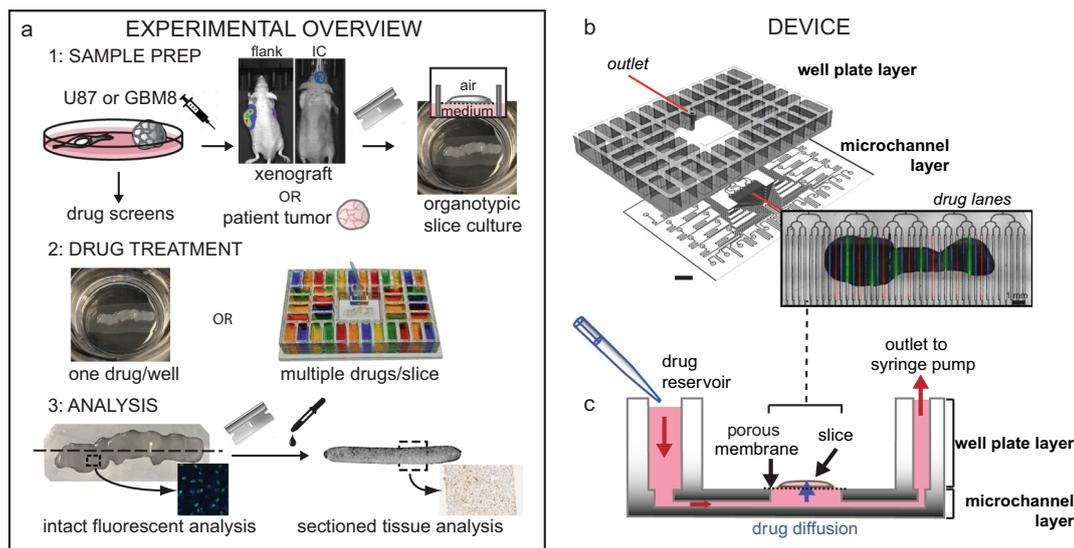 a
EXPERIMENTAL OVERVIEW
1: SAMPLE PREP
flank
IC
U87 or GBM8
air
medium
xenograft
OR
patient tumor
drug screens
organotypic
slice culture
2: DRUG TREATMENT
OR
one drug/well
multiple drugs/slice
3: ANALYSIS
intact fluorescent analysis
sectioned tissue analysis
b
DEVICE
outlet
well plate layer
microchannel
layer
drug lanes
1 mm
c
drug
reservoir
outlet to
syringe pump
porous
membrane
slice
well plate layer
microchannel
layer
drug diffusion